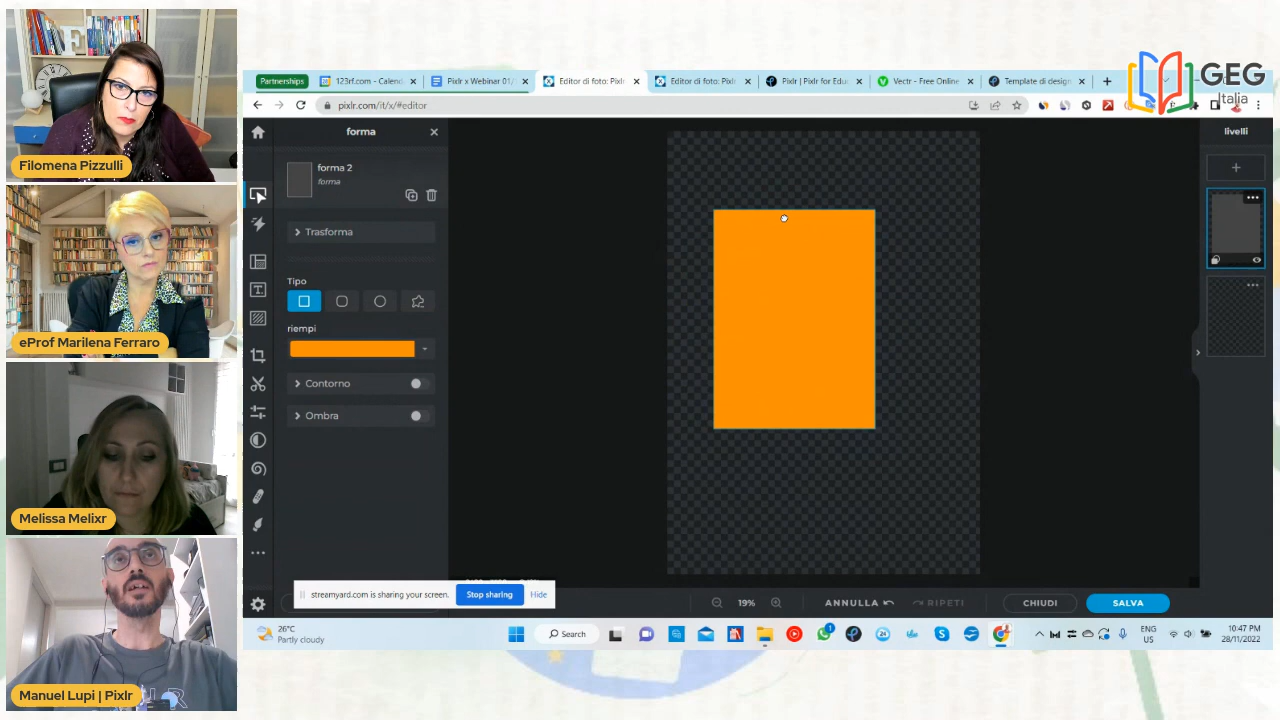 Filomena Pizzulli
eProf Marilena Ferraro
Melissa Melixr
Manuel Lupi | Pixlr
GEG
Italia
Partnerships
123rf.com - Calend
Pixlr x Webinar 01/
Editor di foto: Pixl
Editor di foto: Pixl
Pixlr | Pixlr for Edu
Vectr - Free Online
Template di design
pixlr.com/it/x/#editor
forma
livelli
forma 2
forma
Trasforma
Tipo
riempi
Contorno
Ombra
streamyard.com is sharing your screen.
Stop sharing
Hide
19%
ANNULLA
RIPETI
CHIUDI
SALVA
26°C
Partly cloudy
Search
ENG
US
10:47 PM
28/11/2022